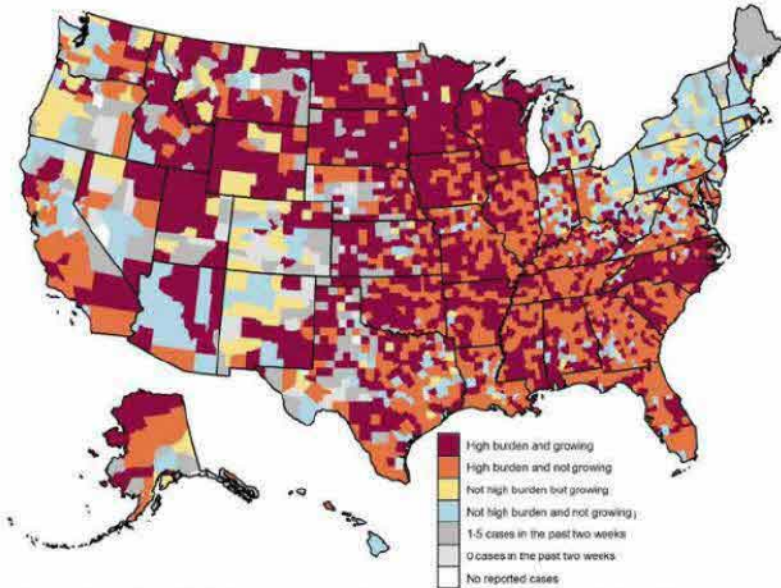 High burden and growing
High burden and not growing
Not high burden but growing
Not high burden and not growing
1-5 cases in the past two weeks
0 cases in the past two weeks
No reported cases